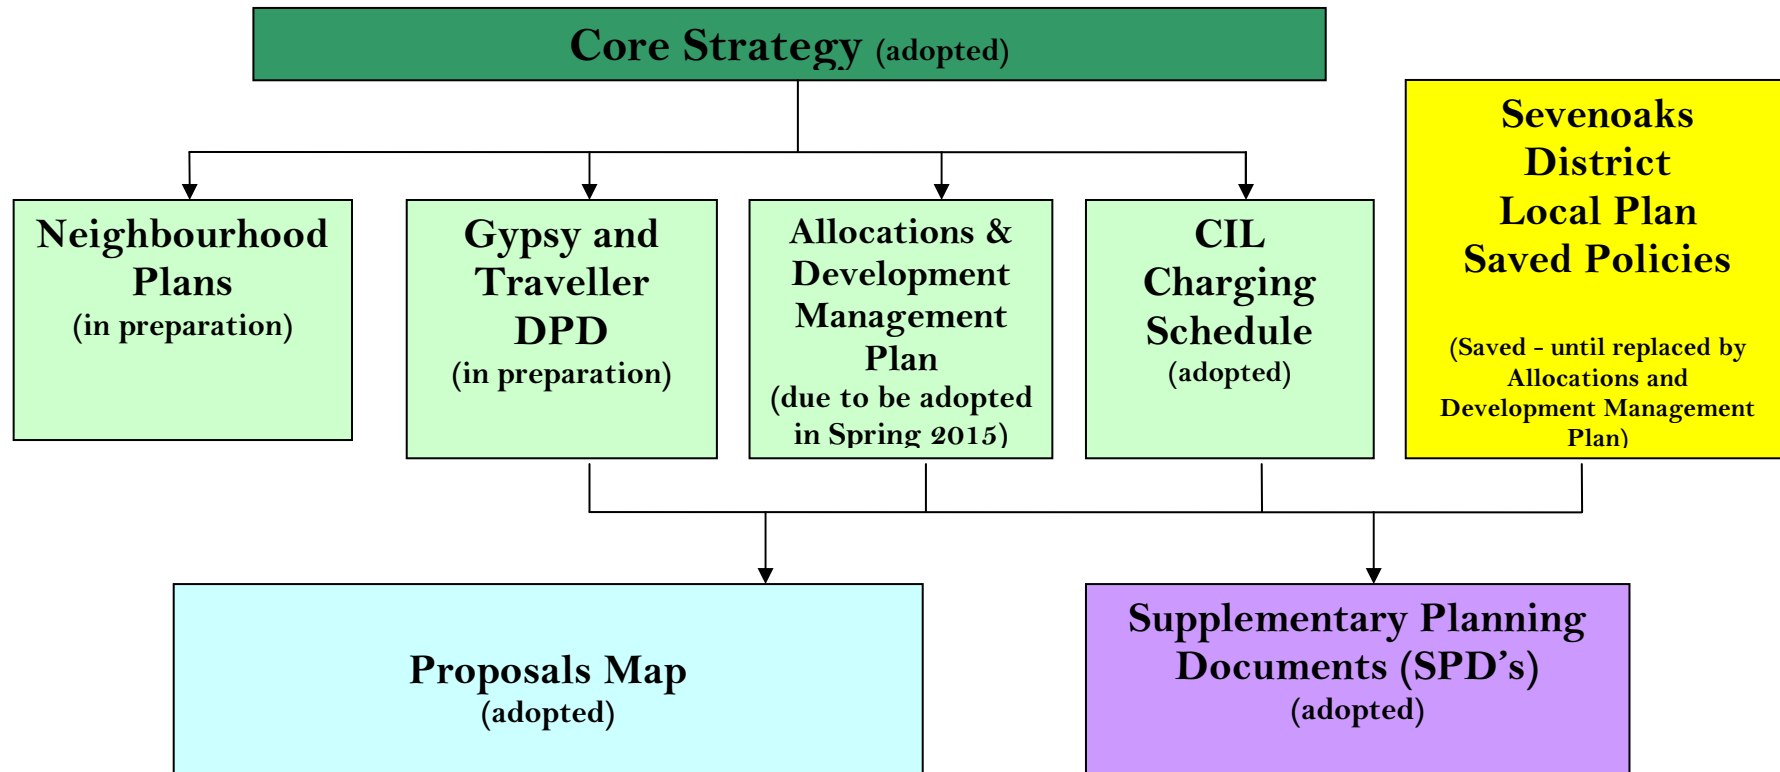 Core Strategy (adopted)
Neighbourhood
Plans
(in preparation)
Gypsy and
Traveller
DPD
(in preparation)
Allocations &
Development
Management
Plan
(due to be adopted
in Spring 2015)
CIL
Charging
Schedule
(adopted)
Sevenoaks
District
Local Plan
Saved Policies
(Saved - until replaced by
Allocations and
Development Management
Plan)
Proposals Map
(adopted)
Supplementary Planning
Documents (SPD’s)
(adopted)